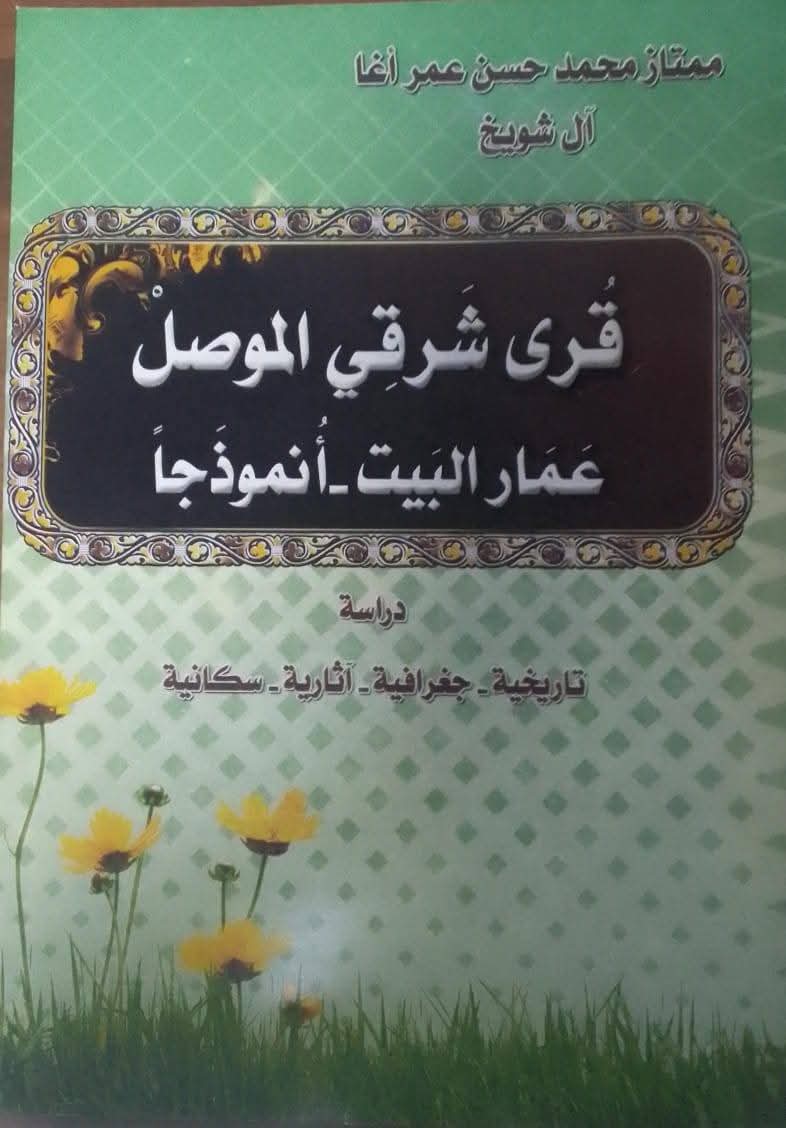 ممتاز محمد حسن عمر أغا
آل شويخ
قُرى شَرقِي الموصلْ
عَمَار البَيت - أُنموذَجاً
دراسة
تاريخية - جغرافية - آثارية - سكانية